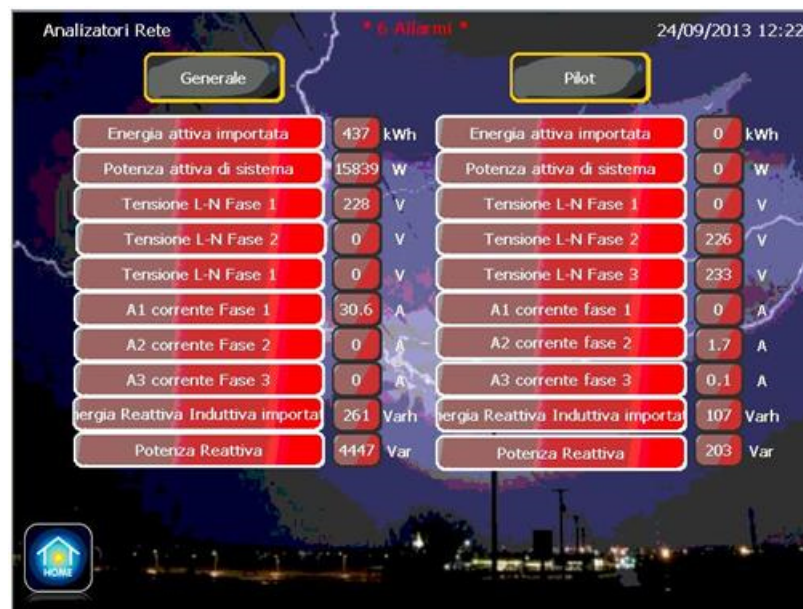 Analizatori Rete * 6 Allarmi * 24/09/2013 12:22
Generale Pilot
Energia attiva importata 437 kWh Energia attiva importata 0 kWh
Potenza attiva di sistema 15839 W Potenza attiva di sistema 0 W
Tensione L-N Fase 1 228 V Tensione L-N Fase 1 0 V
Tensione L-N Fase 2 0 V Tensione L-N Fase 2 226 V
Tensione L-N Fase 1 0 V Tensione L-N Fase 3 233 V
A1 corrente Fase 1 30.6 A A1 corrente fase 1 0 A
A2 corrente Fase 2 0 A A2 corrente fase 2 1.7 A
A3 corrente Fase 3 0 A A3 corrente fase 3 0.1 A
ergia Reattiva Induttiva importat 261 Varh ergia Reattiva Induttiva importat 107 Varh
Potenza Reattiva 4447 Var Potenza Reattiva 203 Var
HOME